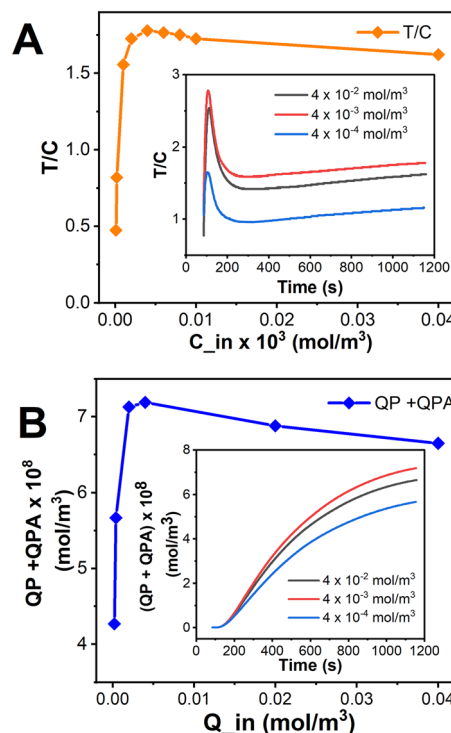 A
T/C
T/C
1.5
1.0
0.5
0.0
0.00
0.01
0.02
0.03
0.04
C_in x 10³ (mol/m³)
T/C
3
2
1
4 x 10⁻² mol/m³
4 x 10⁻³ mol/m³
4 x 10⁻⁴ mol/m³
0 200 400 600 800 1000 1200
Time (s)
B
QP +QPA
QP +QPA x 10⁸
(mol/m³)
7
6
5
4
0.00
0.01
0.02
0.03
0.04
Q_in (mol/m³)
(QP + QPA) x 10⁸
(mol/m³)
8
6
4
2
0
4 x 10⁻² mol/m³
4 x 10⁻³ mol/m³
4 x 10⁻⁴ mol/m³
0 200 400 600 800 1000 1200
Time (s)